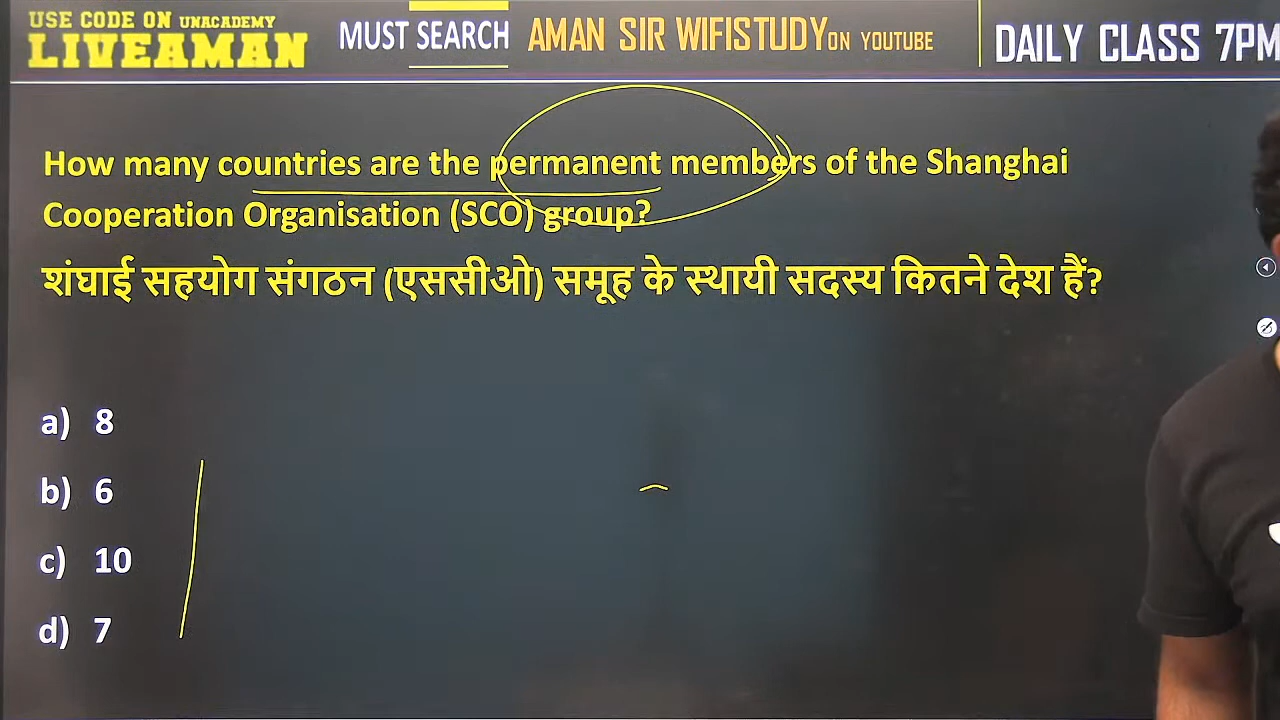 USE CODE ON UNACADEMY
LIVEAMAN
MUST SEARCH AMAN SIR WIFISTUDY ON YOUTUBE
DAILY CLASS 7PM
How many countries are the permanent members of the Shanghai
Cooperation Organisation (SCO) group?
शंघाई सहयोग संगठन (एससीओ) समूह के स्थायी सदस्य कितने देश हैं?
a) 8
b) 6
c) 10
d) 7